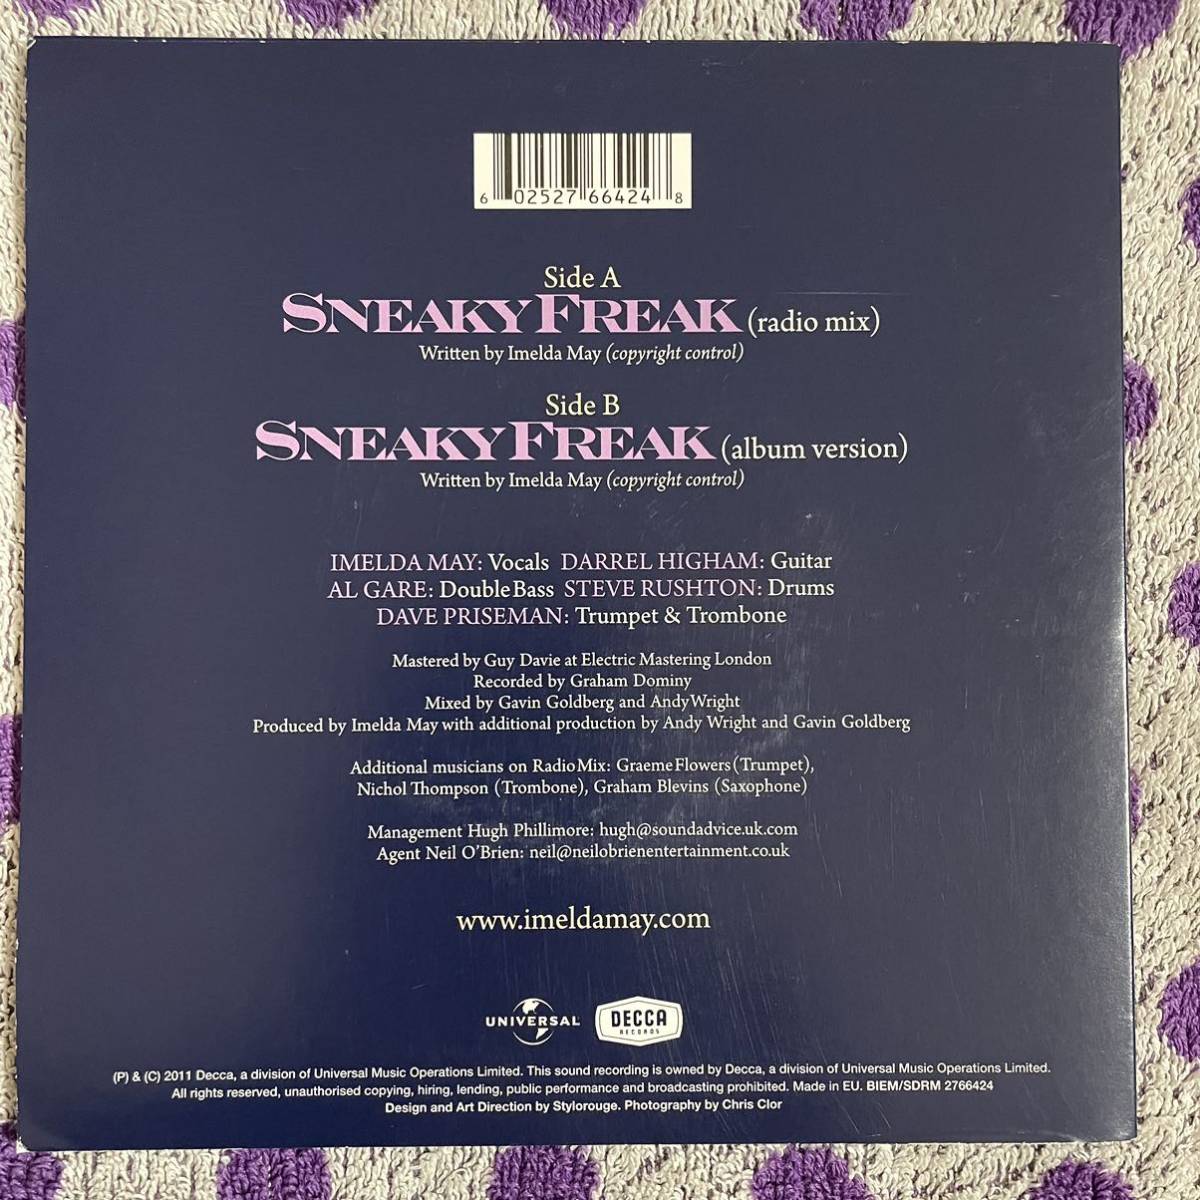 6 02527 66424 8
Side A
SNEAKY FREAK (radio mix)
Written by Imelda May (copyright control)
Side B
SNEAKY FREAK (album version)
Written by Imelda May (copyright control)
IMELDA MAY: Vocals DARREL HIGHAM: Guitar
AL GARE: Double Bass STEVE RUSHTON: Drums
DAVE PRISEMAN: Trumpet & Trombone
Mastered by Guy Davie at Electric Mastering London
Recorded by Graham Dominy
Mixed by Gavin Goldberg and Andy Wright
Produced by Imelda May with additional production by Andy Wright and Gavin Goldberg
Additional musicians on Radio Mix: Graeme Flowers (Trumpet),
Nichol Thompson (Trombone), Graham Blevins (Saxophone)
Management Hugh Phillimore: hugh@soundadvice.uk.com
Agent Neil O'Brien: neil@neilobrienentertainment.co.uk
www.imeldamay.com
UNIVERSAL DECCA RECORDS
(P) & (C) 2011 Decca, a division of Universal Music Operations Limited. This sound recording is owned by Decca, a division of Universal Music Operations Limited.
All rights reserved, unauthorised copying, hiring, lending, public performance and broadcasting prohibited. Made in EU. BIEM/SDRM 2766424
Design and Art Direction by Stylorouge. Photography by Chris Clor